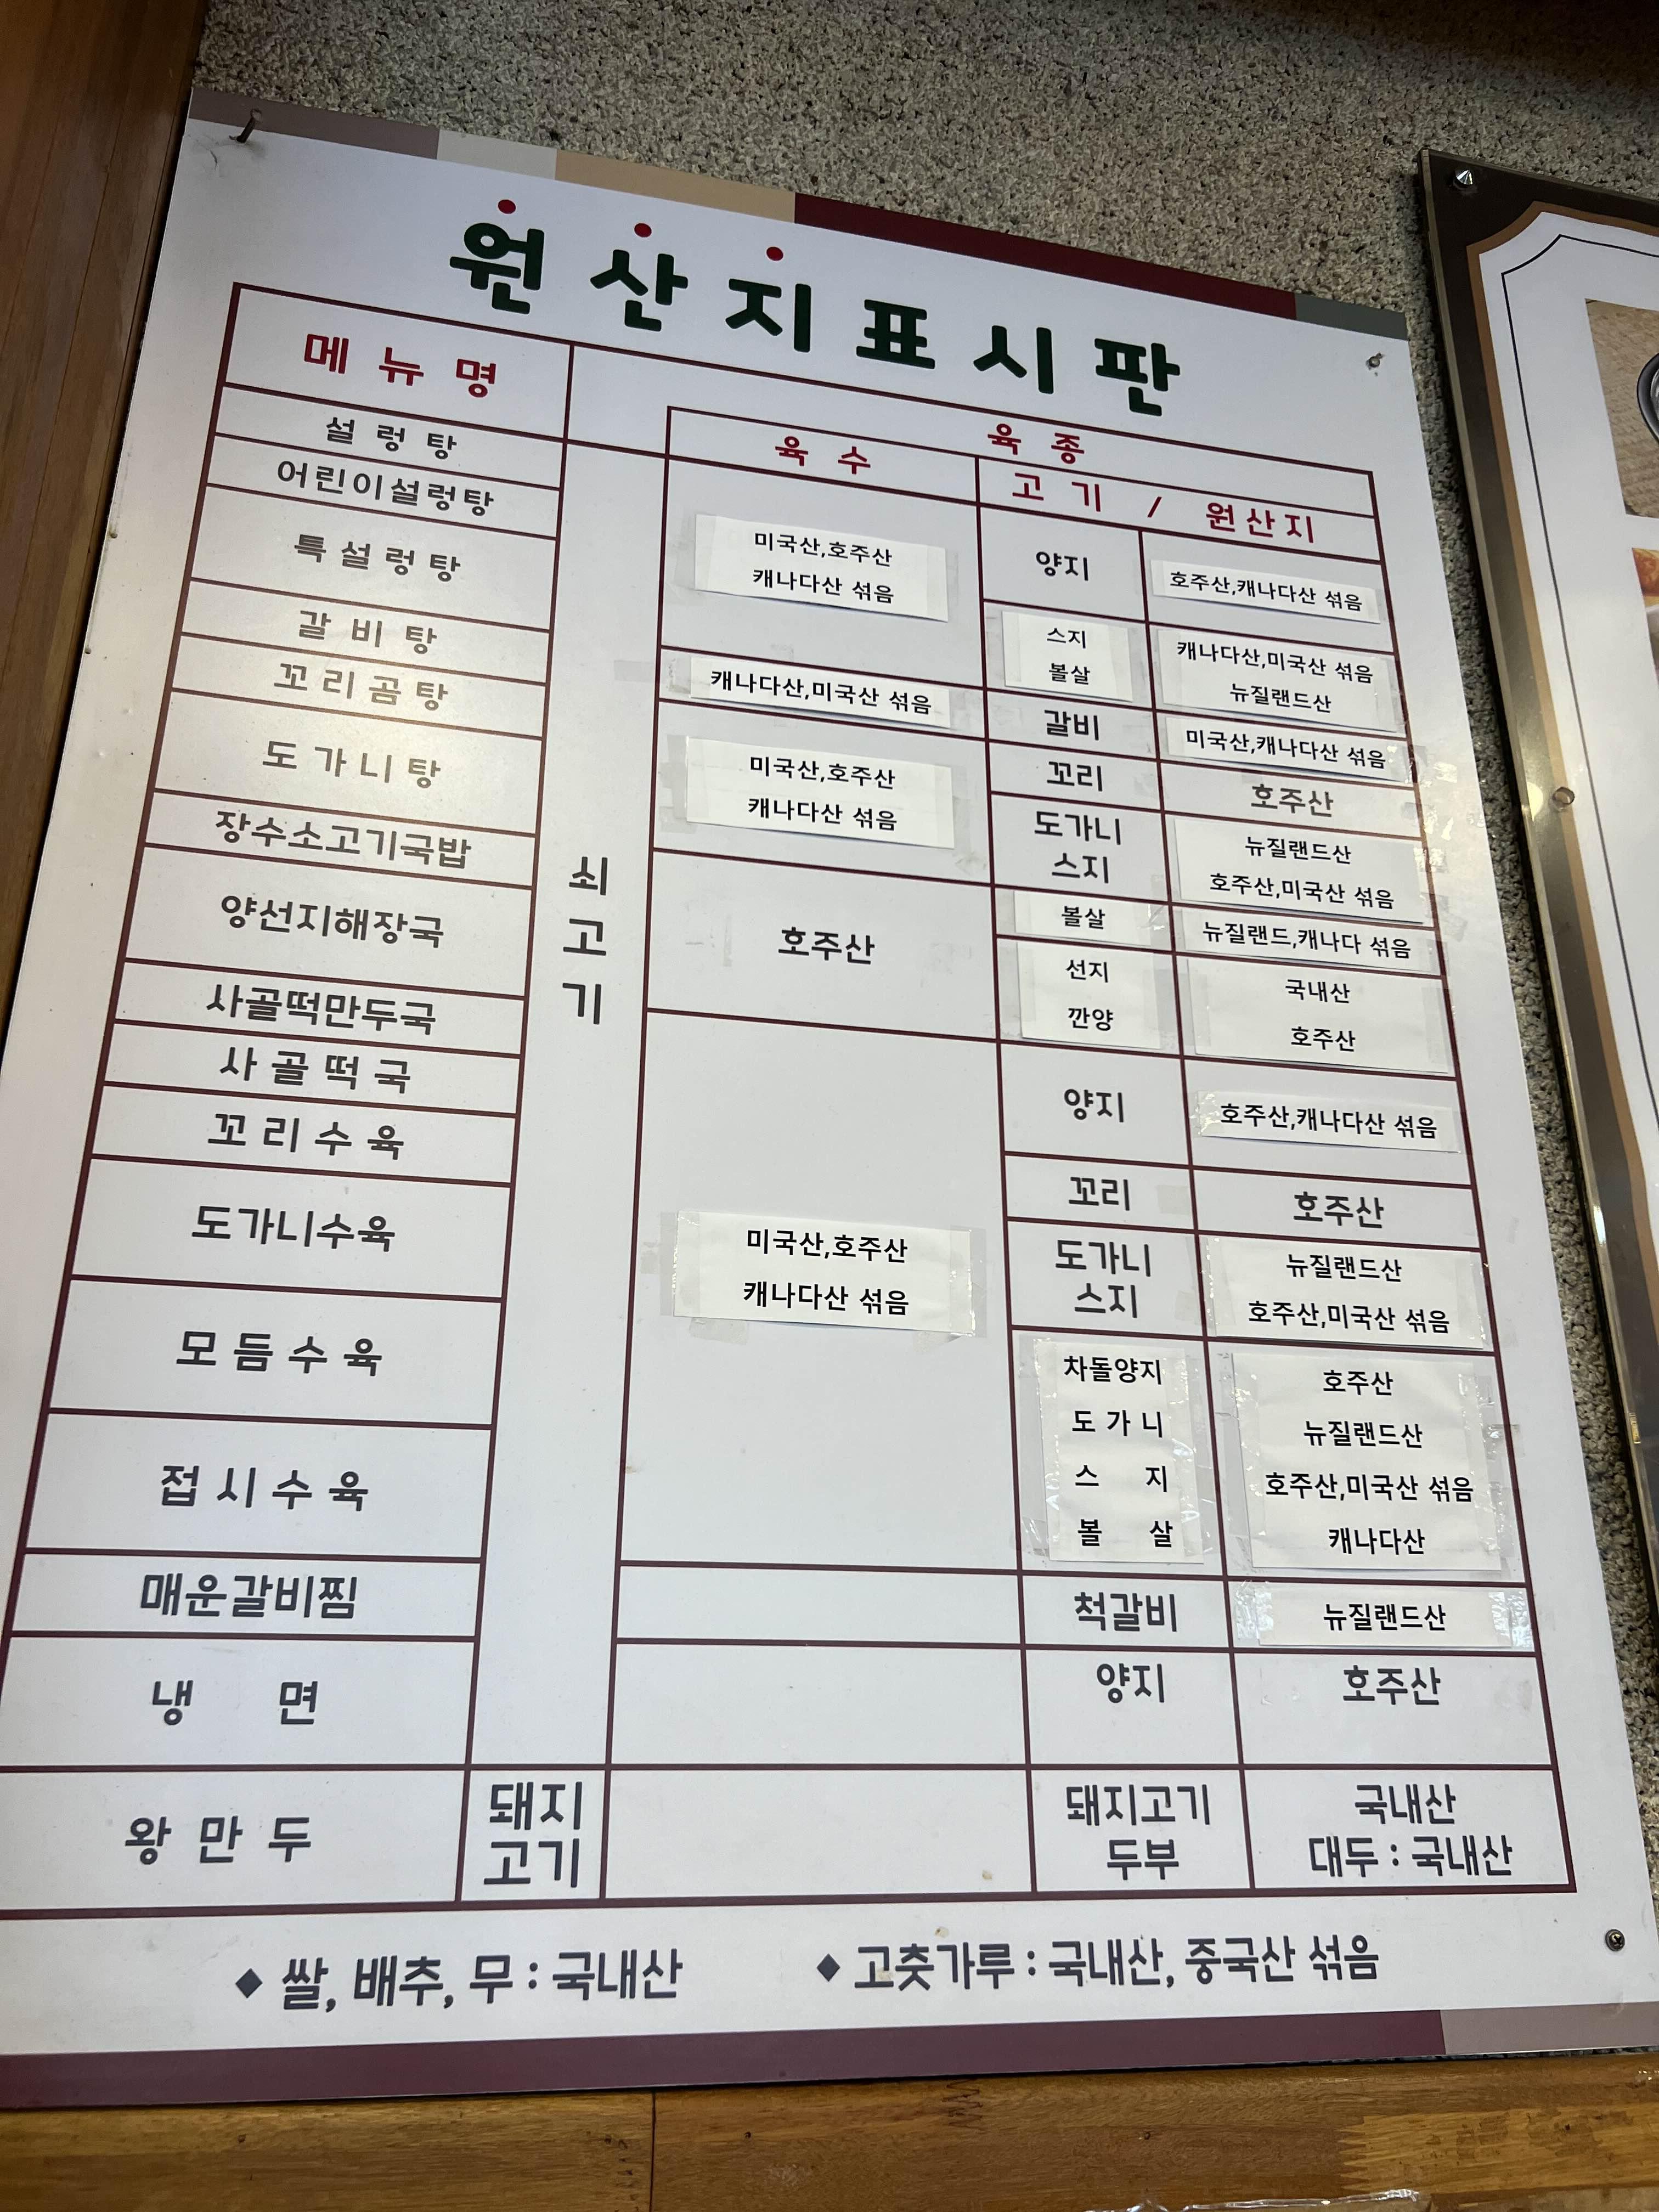 원산지표시판
메뉴명
육종
육수
고기 / 원산지
설렁탕
어린이설렁탕
특설렁탕
갈비탕
꼬리곰탕
도가니탕
장수소고기국밥
양선지해장국
사골떡만두국
사골떡국
꼬리수육
도가니수육
모듬수육
접시수육
매운갈비찜
냉 면
왕만두
쇠
고
기
돼지
고기
미국산,호주산
캐나다산 섞음
캐나다산,미국산 섞음
미국산,호주산
캐나다산 섞음
호주산
미국산,호주산
캐나다산 섞음
양지
호주산,캐나다산 섞음
스지
볼살
캐나다산,미국산 섞음
뉴질랜드산
갈비
미국산,캐나다산 섞음
꼬리
호주산
도가니
스지
뉴질랜드산
호주산,미국산 섞음
볼살
뉴질랜드,캐나다 섞음
선지
깐양
국내산
호주산
양지
호주산,캐나다산 섞음
꼬리
호주산
도가니
스지
뉴질랜드산
호주산,미국산 섞음
차돌양지
도가니
스 지
볼 살
호주산
뉴질랜드산
호주산,미국산 섞음
캐나다산
척갈비
뉴질랜드산
양지
호주산
돼지고기
두부
국내산
대두 : 국내산
◆ 쌀, 배추, 무 : 국내산
◆ 고춧가루 : 국내산, 중국산 섞음